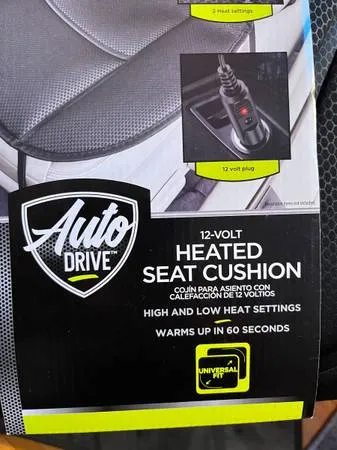 2 Heat settings
12 volt plug
Auto
DRIVE™
12-VOLT
HEATED
SEAT CUSHION
COJÍN PARA ASIENTO CON
CALEFACCIÓN DE 12 VOLTIOS
HIGH AND LOW HEAT SETTINGS
WARMS UP IN 60 SECONDS
UNIVERSAL
FIT